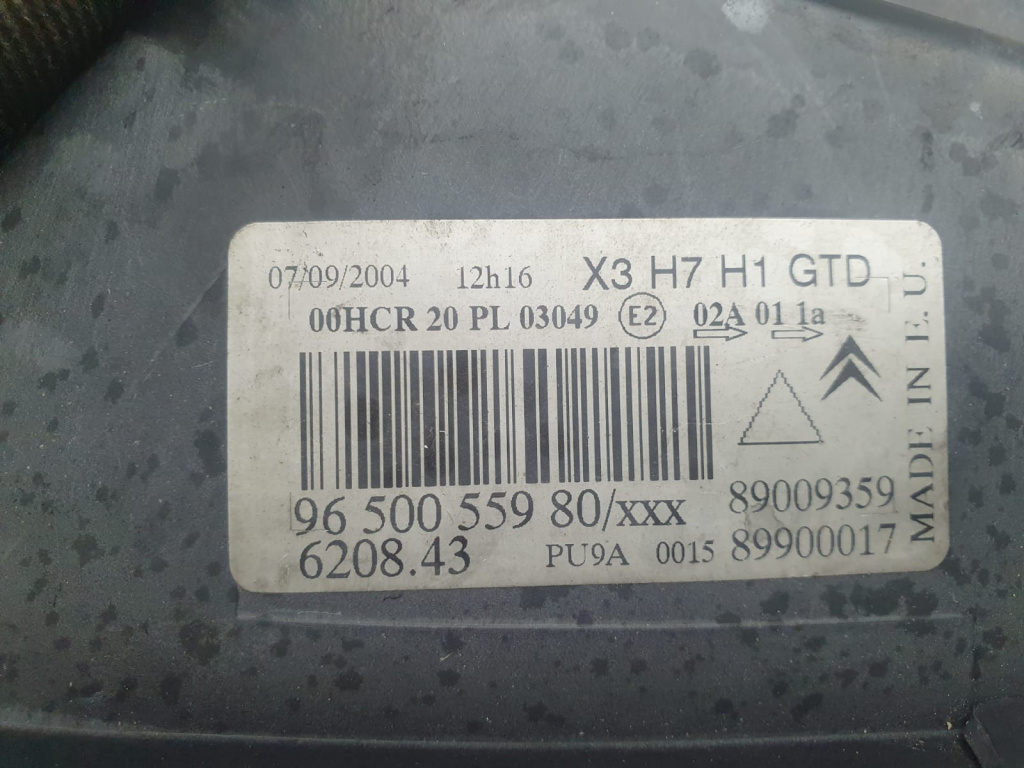 07/09/2004 12h16 X3 H7 H1 GTD
00HCR 20 PL 03049 E2 02A 01 1a
96 500 559 80/xxx 89009359
6208.43 PU9A 0015 89900017
MADE IN E.U.